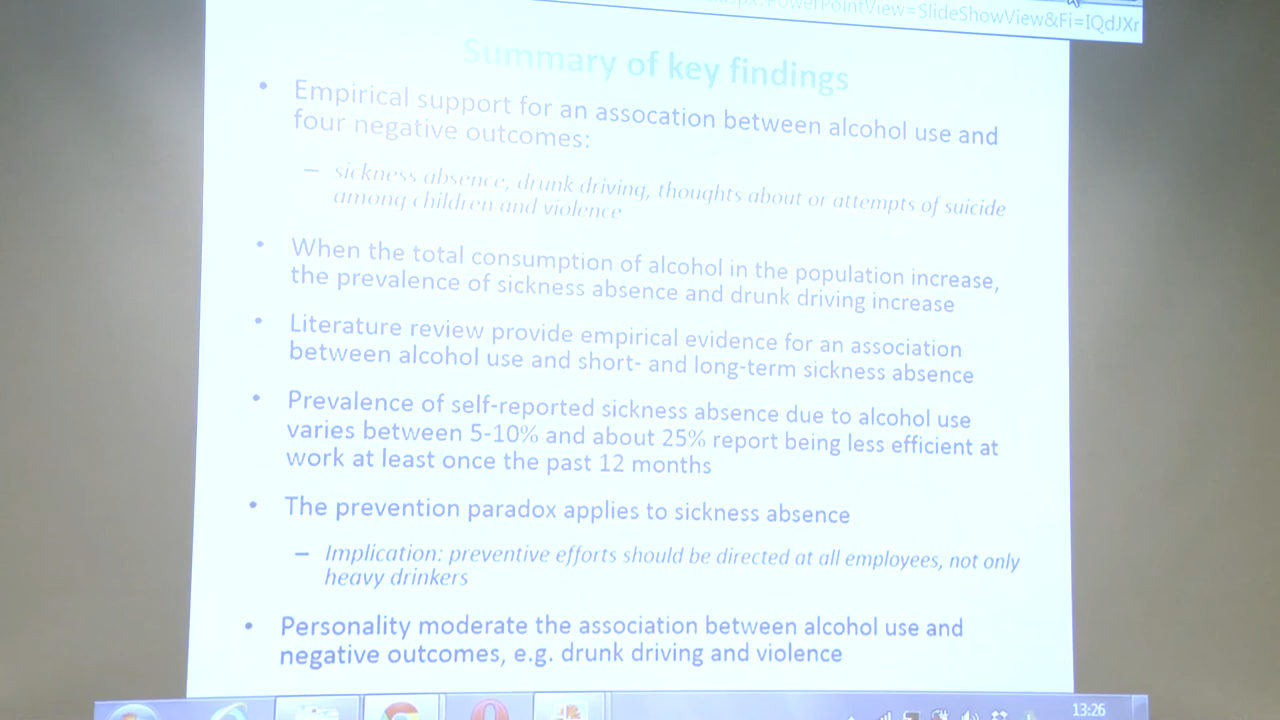 PowerPointView=SlideShowView&Fi=IQdJXr
Summary of key findings
• Empirical support for an assocation between alcohol use and
four negative outcomes:
– sickness absence, drunk driving, thoughts about or attempts of suicide
among children and violence
• When the total consumption of alcohol in the population increase,
the prevalence of sickness absence and drunk driving increase
• Literature review provide empirical evidence for an association
between alcohol use and short- and long-term sickness absence
• Prevalence of self-reported sickness absence due to alcohol use
varies between 5-10% and about 25% report being less efficient at
work at least once the past 12 months
• The prevention paradox applies to sickness absence
– Implication: preventive efforts should be directed at all employees, not only
heavy drinkers
• Personality moderate the association between alcohol use and
negative outcomes, e.g. drunk driving and violence
13:26